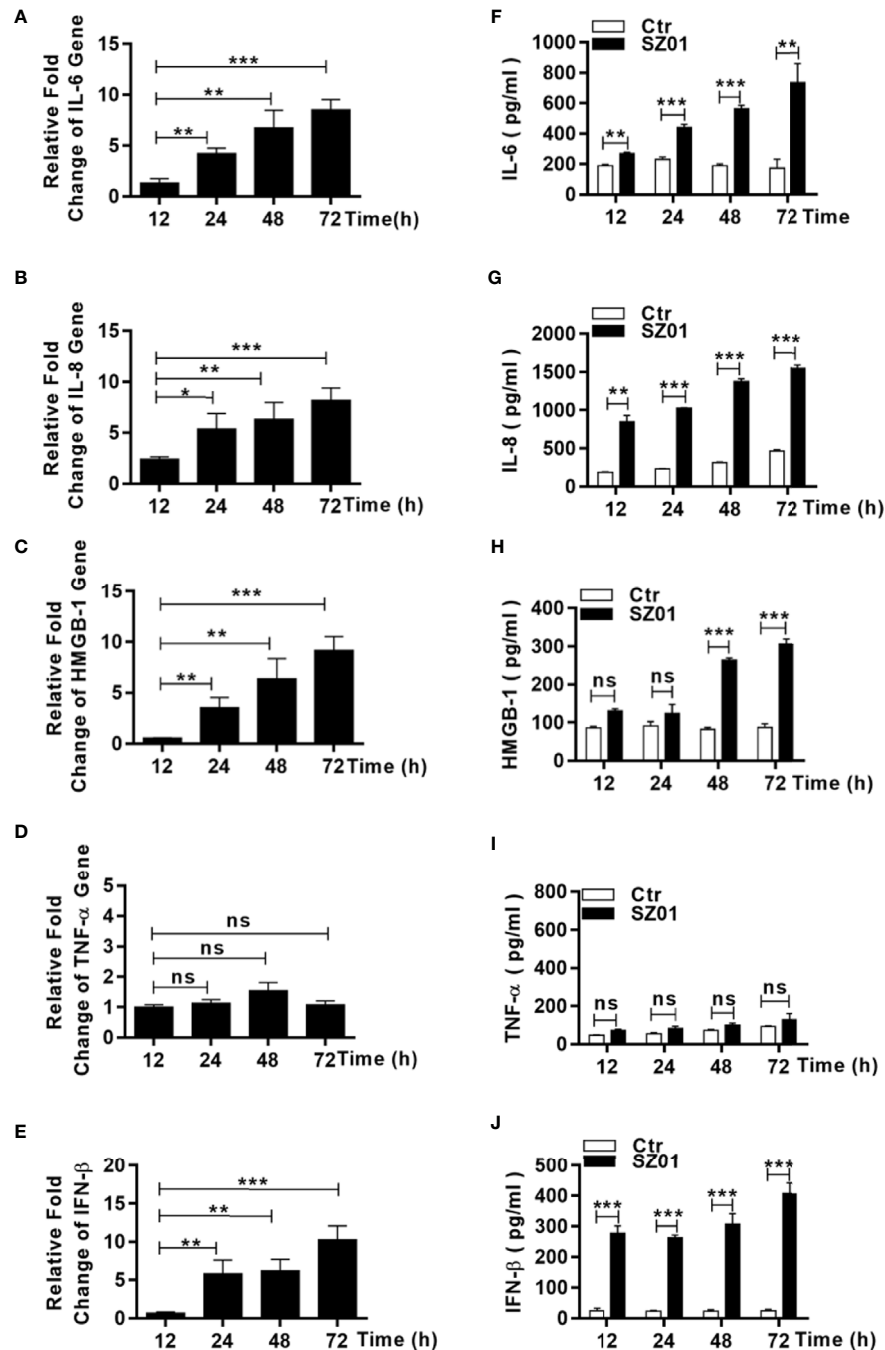 A
Relative Fold
Change of IL-6 Gene
15
10
5
0
***
**
**
12 24 48 72 Time(h)
F
Ctr
SZ01
IL-6 ( pg/ml )
1000
800
600
400
200
0
**
***
***
**
12 24 48 72 Time
B
Relative Fold
Change of IL-8 Gene
15
10
5
0
***
**
*
12 24 48 72 Time (h)
G
Ctr
SZ01
IL-8 ( pg/ml )
2000
1500
1000
500
0
**
***
***
***
12 24 48 72 Time (h)
C
Relative Fold
Change of HMGB-1 Gene
15
10
5
0
***
**
**
12 24 48 72 Time (h)
H
Ctr
SZ01
HMGB-1 ( pg/ml )
400
300
200
100
0
ns
ns
***
***
12 24 48 72 Time (h)
D
Relative Fold
Change of TNF-α Gene
5
4
3
2
1
0
ns
ns
ns
12 24 48 72 Time (h)
I
Ctr
SZ01
TNF-α ( pg/ml )
800
600
400
200
0
ns
ns
ns
ns
12 24 48 72 Time (h)
E
Relative Fold
Change of IFN-β
20
15
10
5
0
***
**
**
12 24 48 72 Time (h)
J
Ctr
SZ01
IFN-β ( pg/ml )
500
400
300
200
100
0
***
***
***
***
12 24 48 72 Time (h)